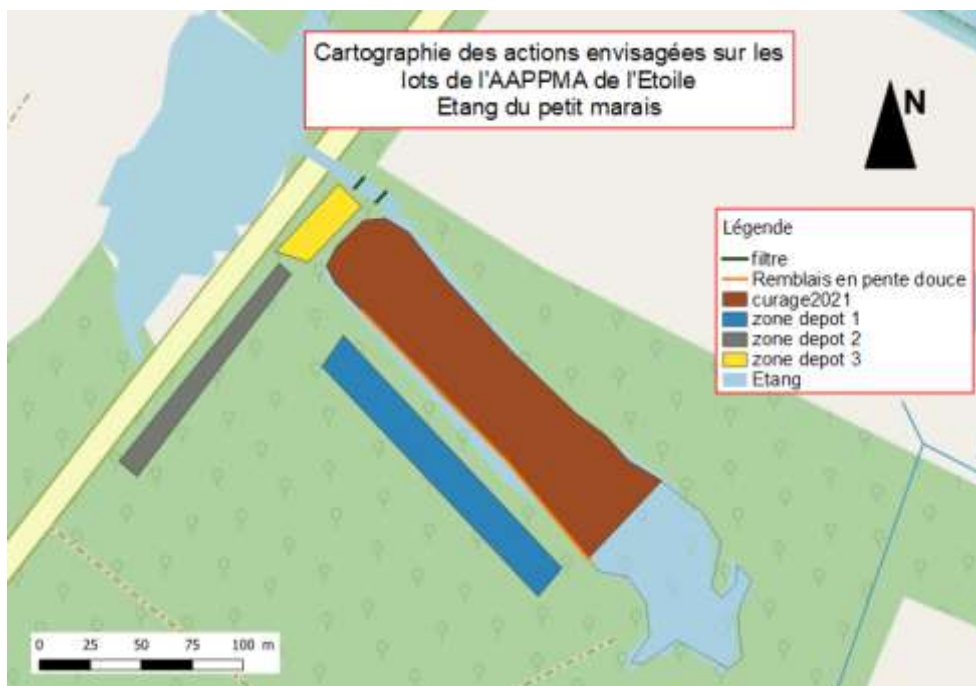 Cartographie des actions envisagées sur les
lots de l'AAPPMA de l'Etoile
Etang du petit marais
N
Légende
filtre
Remblais en pente douce
curage2021
zone depot 1
zone depot 2
zone depot 3
Etang
0 25 50 75 100 m